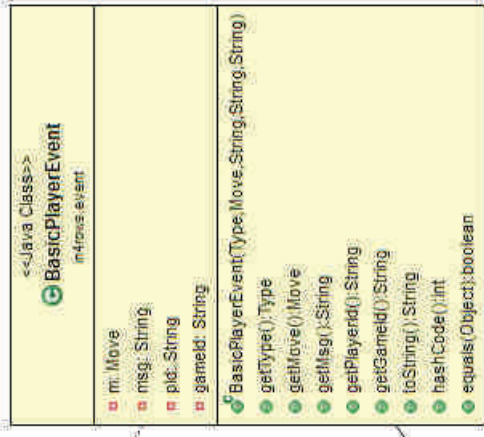 <<Java Class>>
BasicPlayerEvent
in4rows.event
m: Move
msg: String
pId: String
gameId: String
BasicPlayerEvent(Type,Move,String,String,String)
getType():Type
getMove():Move
getMsg():String
getPlayerId():String
getGameId():String
toString():String
hashCode():int
equals(Object):boolean